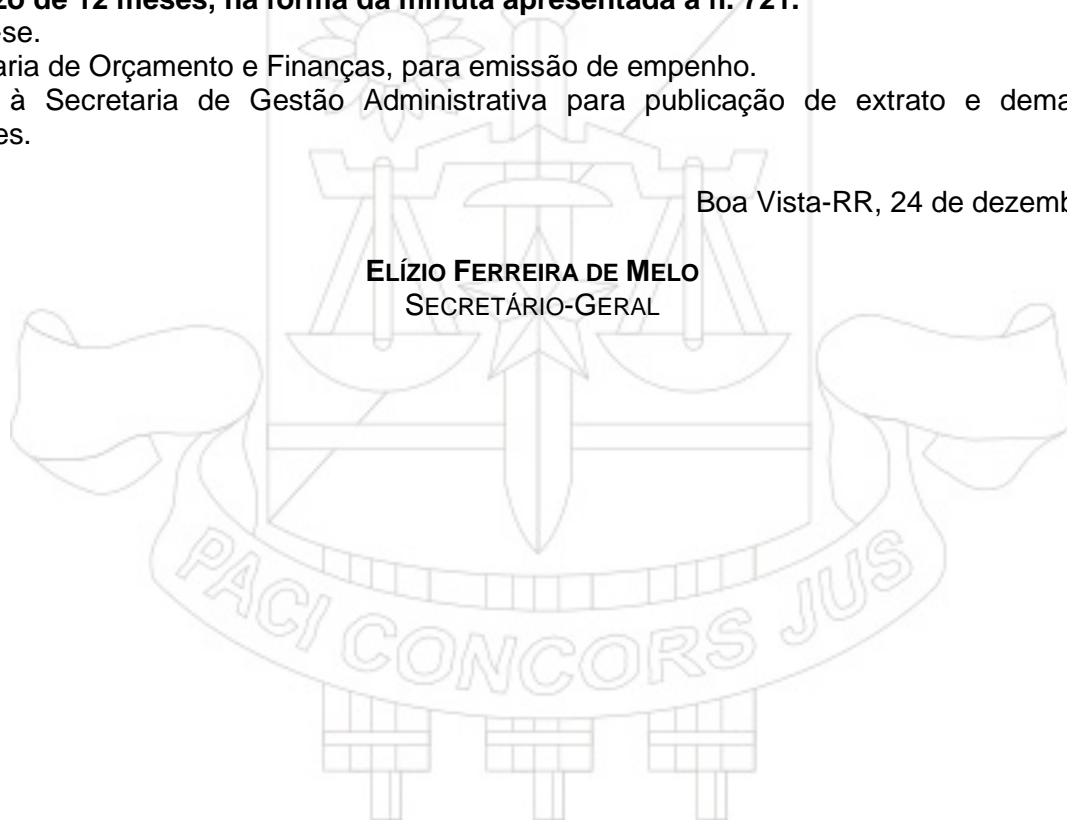 zo de 12 meses, na forma da minuta apresentada à fl. 721.
se.
aria de Orçamento e Finanças, para emissão de empenho.
à Secretaria de Gestão Administrativa para publicação de extrato e dema
es.
Boa Vista-RR, 24 de dezemb
ELÍZIO FERREIRA DE MELO
SECRETÁRIO-GERAL
PACI CONCORS JUS